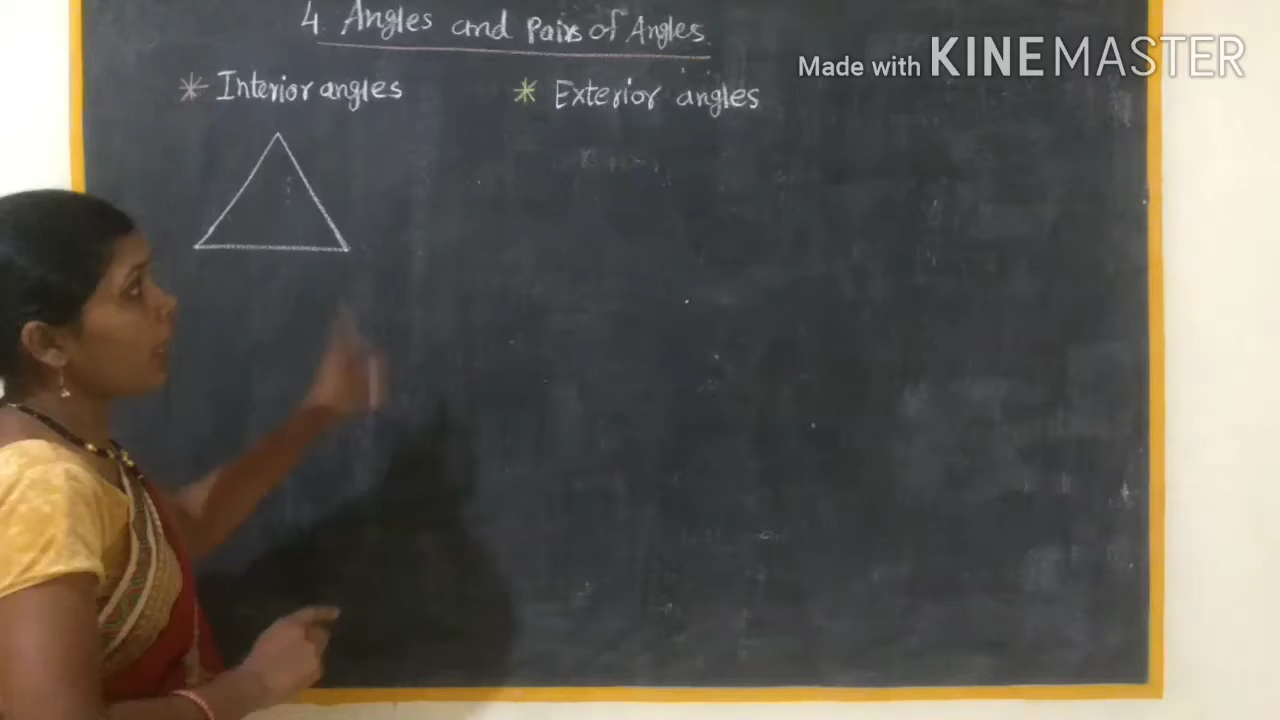 4. Angles and Pairs of Angles.
Made with KINEMASTER
* Interior angles
* Exterior angles